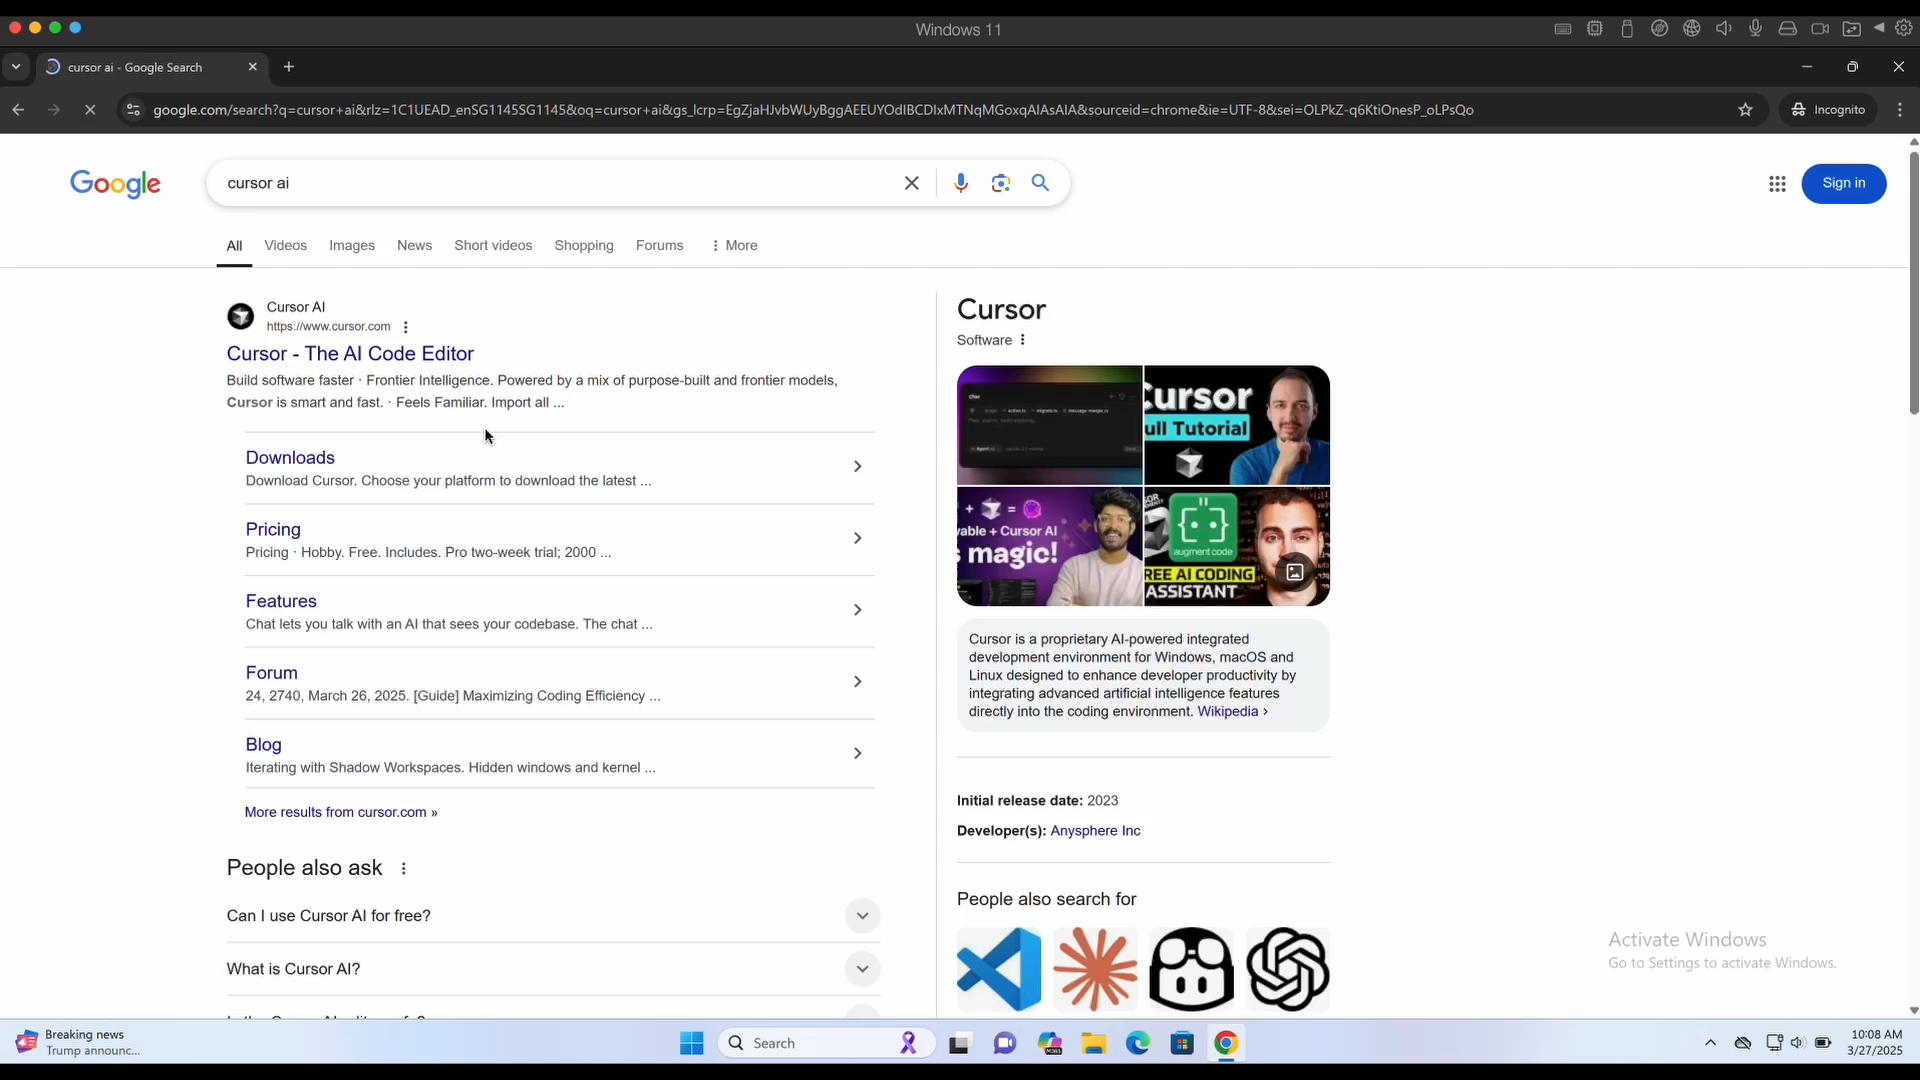 Windows 11
cursor ai - Google Search
google.com/search?q=cursor+ai&rlz=1C1UEAD_enSG1145SG1145&oq=cursor+ai&gs_lcrp=EgZjaHJvbWUyBggAEEUYOdIBCDIxMTNqMGoxqAIAsAIA&sourceid=chrome&ie=UTF-8&sei=OLPkZ-q6KtiOnesP_oLPsQo
Incognito
Google
cursor ai
Sign in
All Videos Images News Short videos Shopping Forums More
Cursor AI
https://www.cursor.com
Cursor - The AI Code Editor
Build software faster · Frontier Intelligence. Powered by a mix of purpose-built and frontier models,
Cursor is smart and fast. · Feels Familiar. Import all ...
Downloads
Download Cursor. Choose your platform to download the latest ...
Pricing
Pricing · Hobby. Free. Includes. Pro two-week trial; 2000 ...
Features
Chat lets you talk with an AI that sees your codebase. The chat ...
Forum
24, 2740, March 26, 2025. [Guide] Maximizing Coding Efficiency ...
Blog
Iterating with Shadow Workspaces. Hidden windows and kernel ...
More results from cursor.com »
People also ask
Can I use Cursor AI for free?
What is Cursor AI?
Cursor
Software
Chat
ursor
ull Tutorial
vable + Cursor AI
s magic!
augment code
REE AI CODING
ASSISTANT
Cursor is a proprietary AI-powered integrated
development environment for Windows, macOS and
Linux designed to enhance developer productivity by
integrating advanced artificial intelligence features
directly into the coding environment. Wikipedia ›
Initial release date: 2023
Developer(s): Anysphere Inc
People also search for
Activate Windows
Go to Settings to activate Windows.
Breaking news
Trump announc...
Search
M365
10:08 AM
3/27/2025